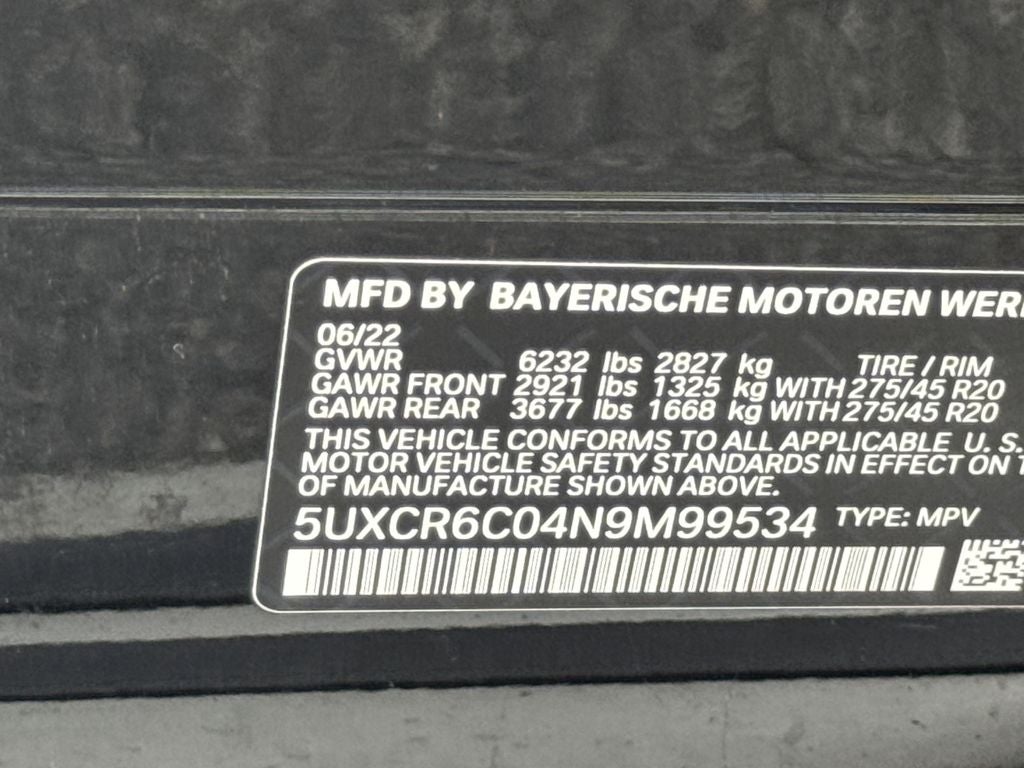 MFD BY BAYERISCHE MOTOREN WER
06/22
GVWR 6232 lbs 2827 kg TIRE / RIM
GAWR FRONT 2921 lbs 1325 kg WITH 275/45 R20
GAWR REAR 3677 lbs 1668 kg WITH 275/45 R20
THIS VEHICLE CONFORMS TO ALL APPLICABLE U. S.
MOTOR VEHICLE SAFETY STANDARDS IN EFFECT ON T
OF MANUFACTURE SHOWN ABOVE.
5UXCR6C04N9M99534 TYPE: MPV